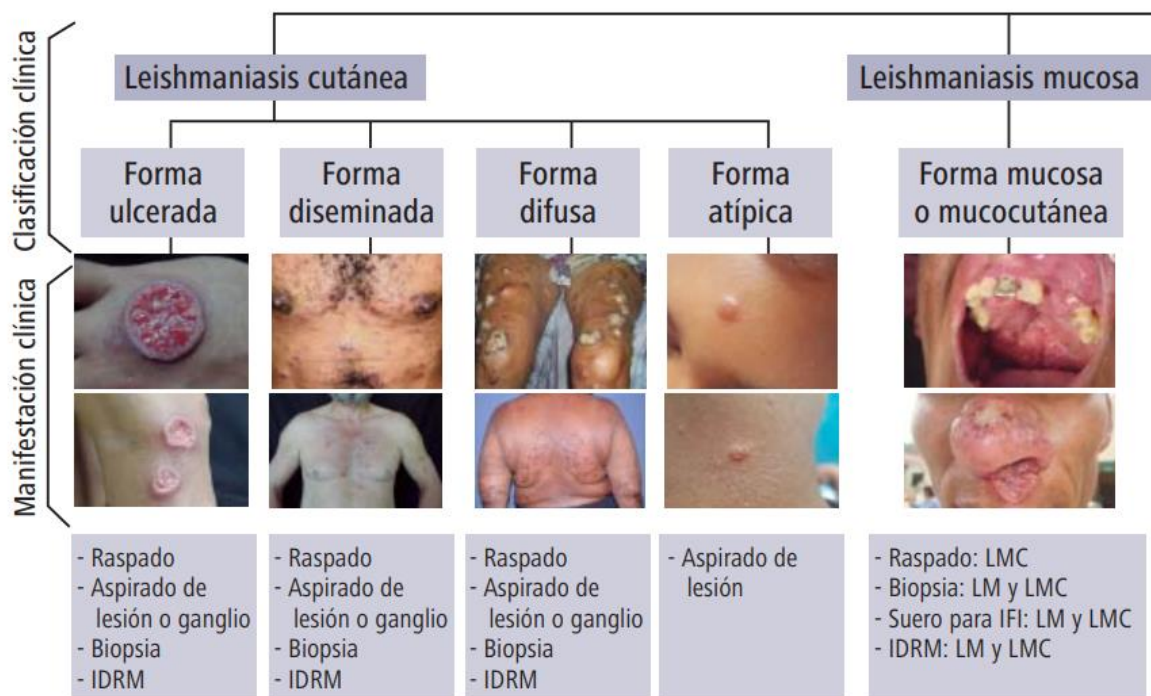 Clasificación clínica
Leishmaniasis cutánea
Leishmaniasis mucosa
Forma
ulcerada
Forma
diseminada
Forma
difusa
Forma
atípica
Forma mucosa
o mucocutánea
Manifestación clínica
- Raspado
- Aspirado de
lesión o ganglio
- Biopsia
- IDRM
- Raspado
- Aspirado de
lesión o ganglio
- Biopsia
- IDRM
- Raspado
- Aspirado de
lesión o ganglio
- Biopsia
- IDRM
- Aspirado de
lesión
- Raspado: LMC
- Biopsia: LM y LMC
- Suero para IFI: LM y LMC
- IDRM: LM y LMC